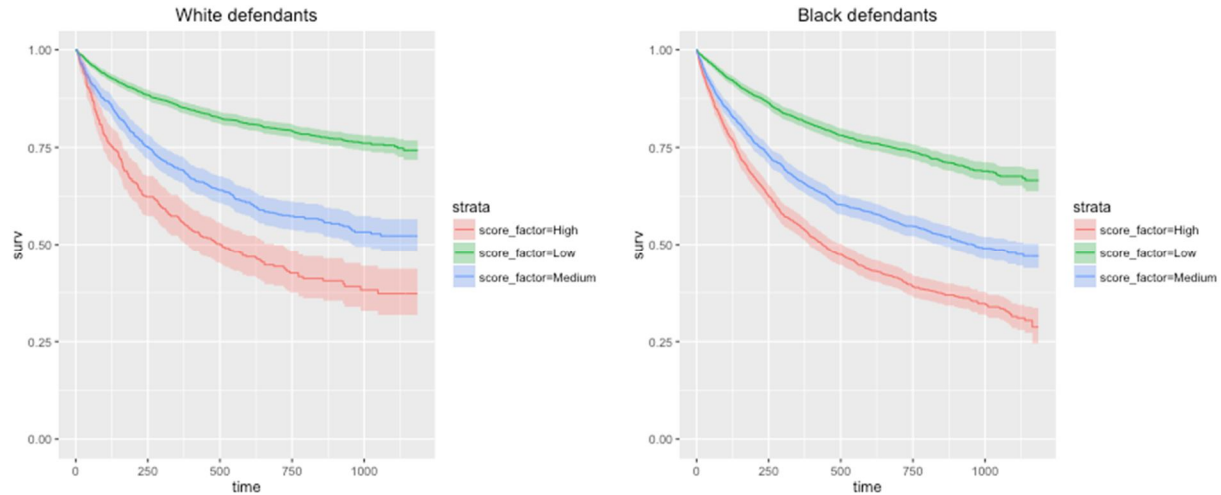 White defendants
1.00
0.75
0.50
0.25
0.00
surv
0 250 500 750 1000
time
strata
score_factor=High
score_factor=Low
score_factor=Medium
Black defendants
1.00
0.75
0.50
0.25
0.00
surv
0 250 500 750 1000
time
strata
score_factor=High
score_factor=Low
score_factor=Medium